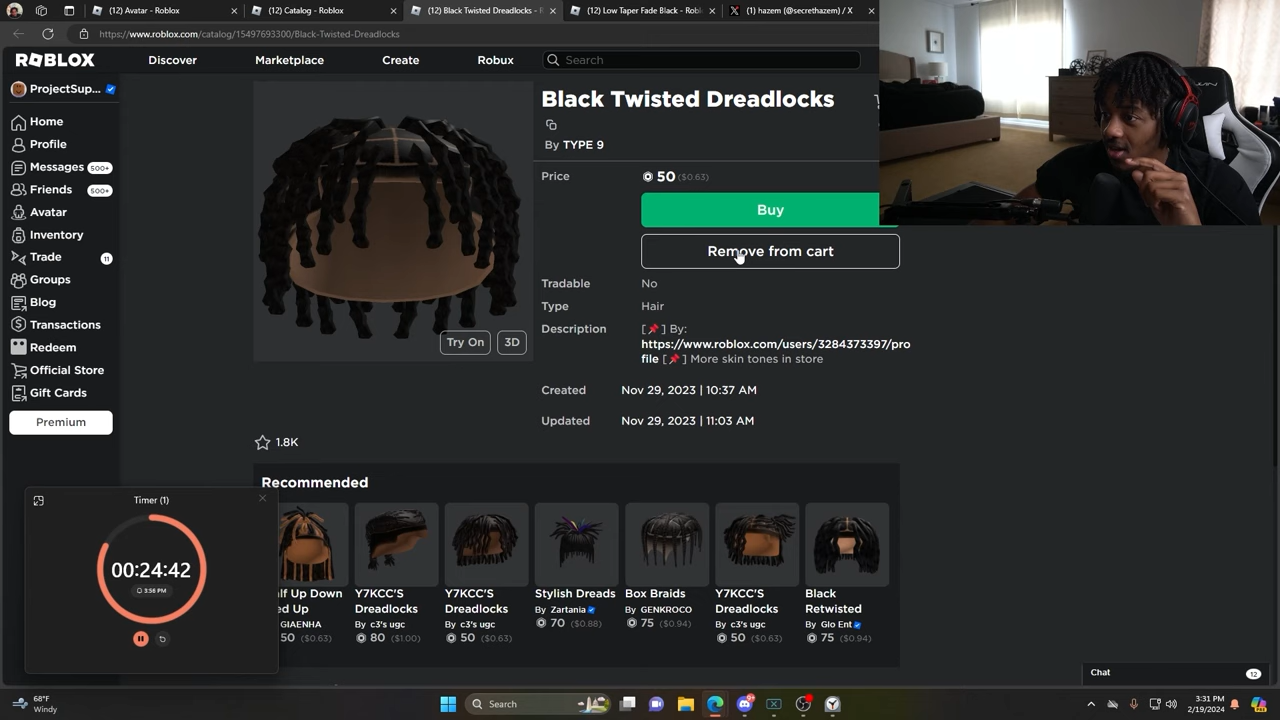 (12) Avatar - Roblox
(12) Catalog - Roblox
(12) Black Twisted Dreadlocks - R
(12) Low Taper Fade Black - Robl
(1) hazem (@secrethazem) / X
https://www.roblox.com/catalog/15497693300/Black-Twisted-Dreadlocks
ROBLOX
Discover
Marketplace
Create
Robux
Search
ProjectSup...
Home
Profile
Messages 500+
Friends 500+
Avatar
Inventory
Trade 11
Groups
Blog
Transactions
Redeem
Official Store
Gift Cards
Premium
Black Twisted Dreadlocks
By TYPE 9
Price 50 ($0.63)
Buy
Remove from cart
Tradable No
Type Hair
Description [📌] By:
https://www.roblox.com/users/3284373397/pro
file [📌] More skin tones in store
Created Nov 29, 2023 | 10:37 AM
Updated Nov 29, 2023 | 11:03 AM
Try On
3D
1.8K
Recommended
alf Up Down
ed Up
GIAENHA
50 ($0.63)
Y7KCC'S
Dreadlocks
By c3's ugc
80 ($1.00)
Y7KCC'S
Dreadlocks
By c3's ugc
50 ($0.63)
Stylish Dreads
By Zartania
70 ($0.88)
Box Braids
By GENKROCO
75 ($0.94)
Y7KCC'S
Dreadlocks
By c3's ugc
50 ($0.63)
Black
Retwisted
By Glo Ent
75 ($0.94)
Timer (1)
00:24:42
3:56 PM
Chat 12
68°F
Windy
Search
3:31 PM
2/19/2024